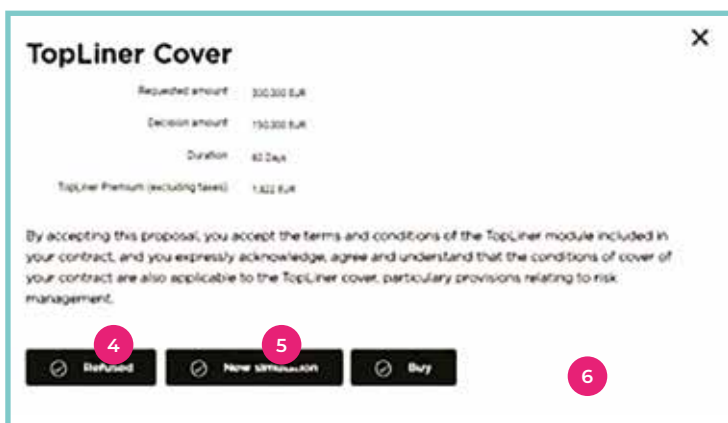 TopLiner Cover
Requested amount 300,000 EUR
Decision amount 150,000 EUR
Duration 60 Days
TopLiner Premium (excluding taxes) EUR
By accepting this proposal, you accept the terms and conditions of the TopLiner module included in
your contract, and you expressly acknowledge, agree and understand that the conditions of cover of
your contract are also applicable to the TopLiner cover, particulary provisions relating to risk
management.
4 5
Refused New simulation Buy
6